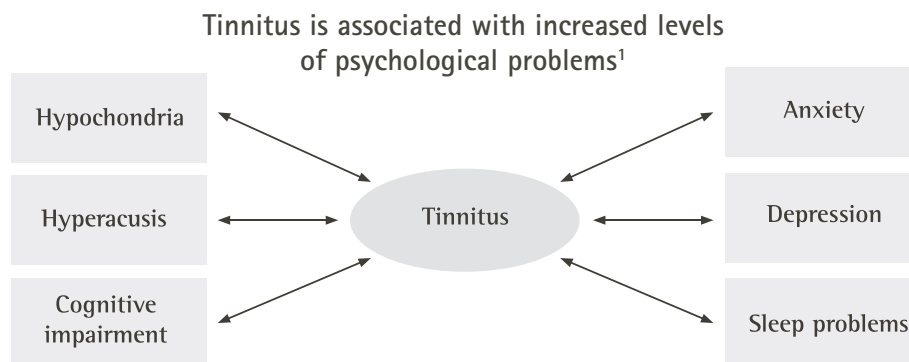 Tinnitus is associated with increased levels
of psychological problems¹
Hypochondria
Hyperacusis
Cognitive
impairment
Tinnitus
Anxiety
Depression
Sleep problems